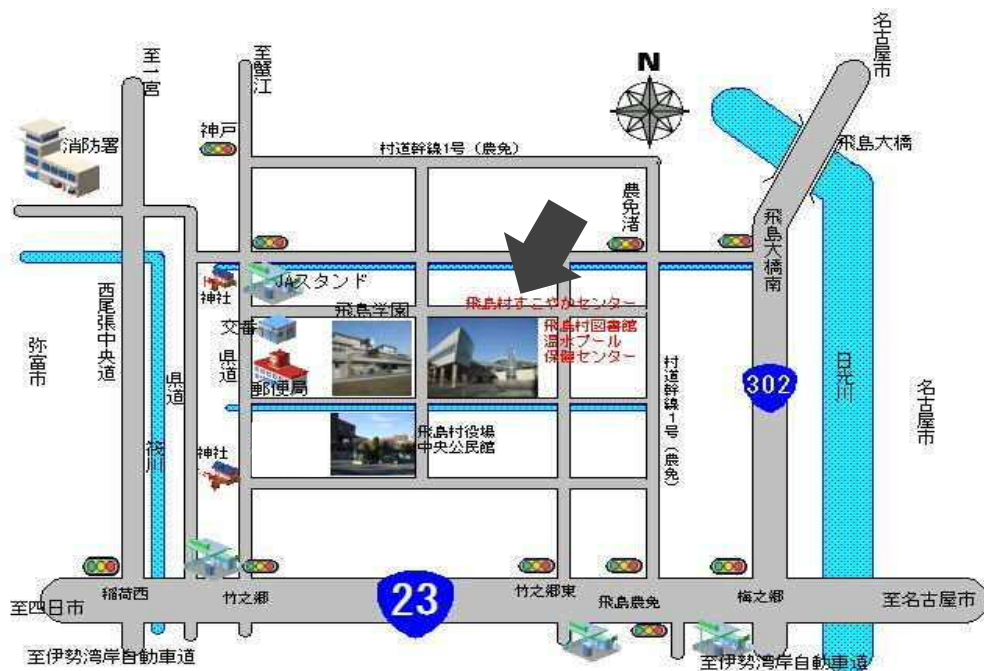 名古屋市
至一宮
至蟹江
N
消防署
神戸
村道幹線1号（農免）
飛島大橋
農免渚
飛島大橋南
JAスタンド
神社
西尾張中央道
飛島学園
飛島村すこやかセンター
交番
飛島村図書館
温水プール
保健センター
弥富市
県道
県道
郵便局
村道幹線1号（農免）
302
日光川
名古屋市
飛島村役場
中央公民館
筏川
神社
稲荷西
竹之郷
23
竹之郷東
飛島農免
梅之郷
至四日市
至名古屋市
至伊勢湾岸自動車道
至伊勢湾岸自動車道